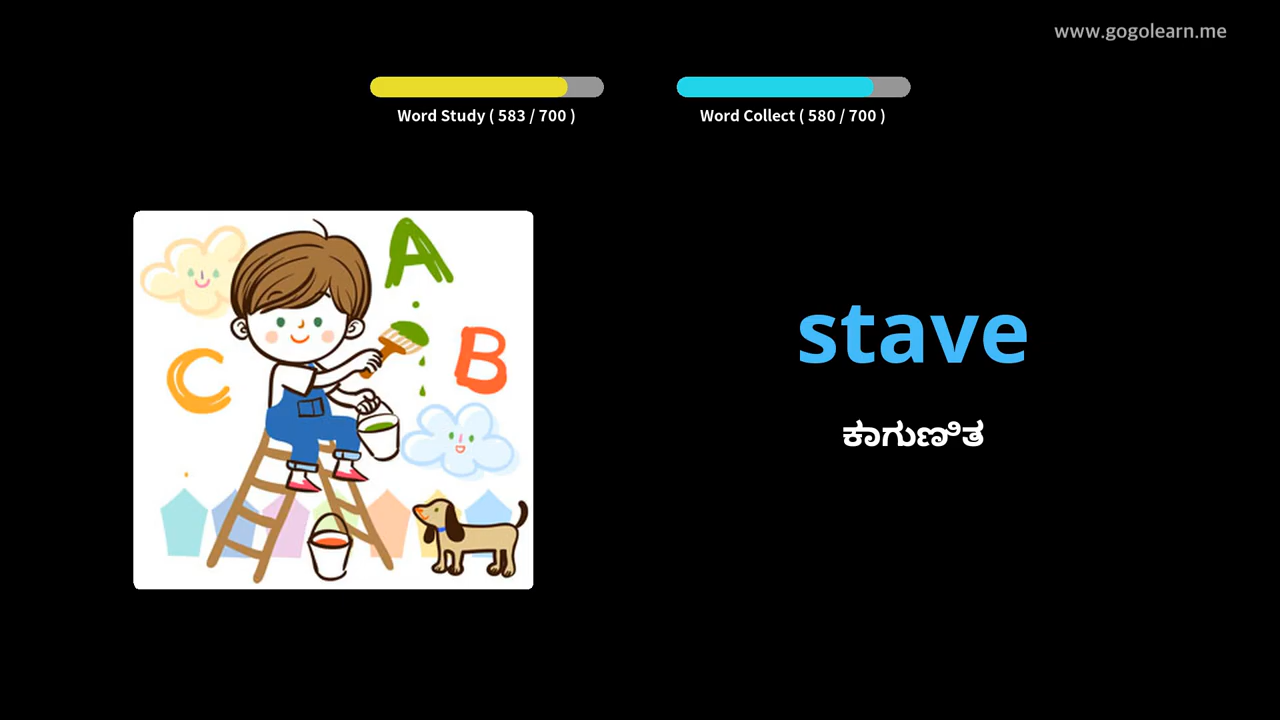 www.gogolearn.me
Word Study ( 583 / 700 )
Word Collect ( 580 / 700 )
A
B
C
stave
ಕಾಗುಣಿತ